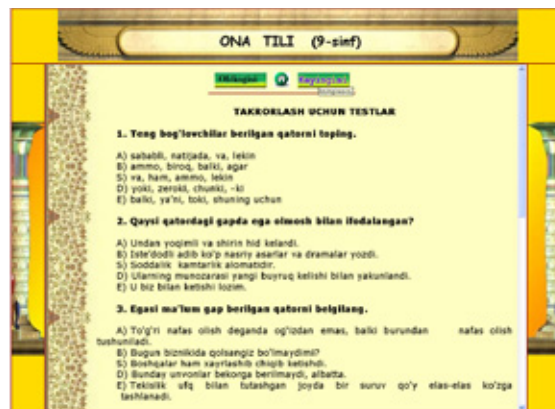 ONA TILI (9-sinf)
Oldingisi Keyingisi
TAKRORLASH UCHUN TESTLAR
1. Teng bog'lovchilar berilgan qatorni toping.
A) sababli, natijada, va, lekin
B) ammo, biroq, balki, agar
S) va, ham, ammo, lekin
D) yoki, zeroki, chunki, -ki
E) balki, ya'ni, toki, shuning uchun
2. Qaysi qatordagi gapda ega olmosh bilan ifodalangan?
A) Undan yoqimli va shirin hid kelardi.
B) Iste'dodli adib ko'p nasriy asarlar va dramalar yozdi.
S) Soddalik kamtarlik alomatidir.
D) Ularning munozarasi yangi buyruq kelishi bilan yakunlandi.
E) U biz bilan ketishi lozim.
3. Egasi ma'lum gap berilgan qatorni belgilang.
A) To'g'ri nafas olish deganda og'izdan emas, balki burundan nafas olish
tushuniladi.
B) Bugun biznikida qolsangiz bo'lmaydimi?
S) Boshqalar ham xayrlashib chiqib ketishdi.
D) Bunday unvonlar bekorga berilmaydi, albatta.
E) Tekislik ufq bilan tutashgan joyda bir suruv qo'y elas-elas ko'zga
tashlanadi.